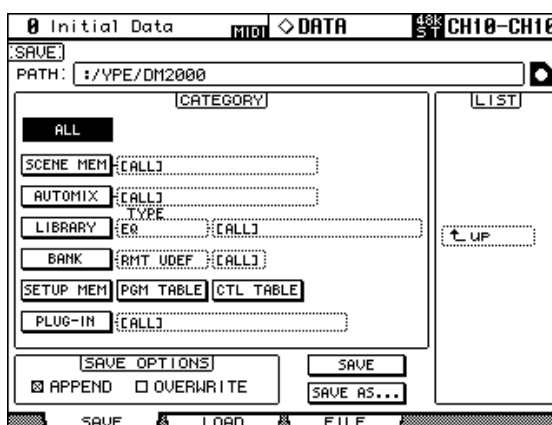 0 Initial Data MIDI ◇DATA 48K ST CH10-CH10
SAVE
PATH: :/YPE/DM2000
CATEGORY LIST
ALL
SCENE MEM [ALL]
AUTOMIX [ALL]
TYPE
LIBRARY EQ [ALL]
UP
BANK RMT UDEF [ALL]
SETUP MEM PGM TABLE CTL TABLE
PLUG-IN [ALL]
SAVE OPTIONS SAVE
APPEND OVERWRITE
SAVE AS...
SAVE LOAD FILE